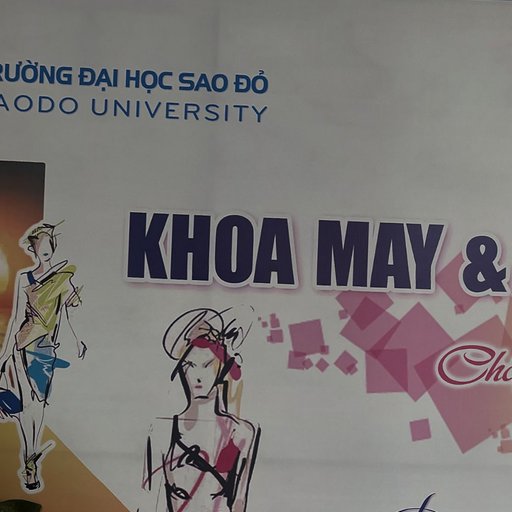 RƯỜNG ĐẠI HỌC SAO ĐỎ
AODO UNIVERSITY
KHOA MAY &